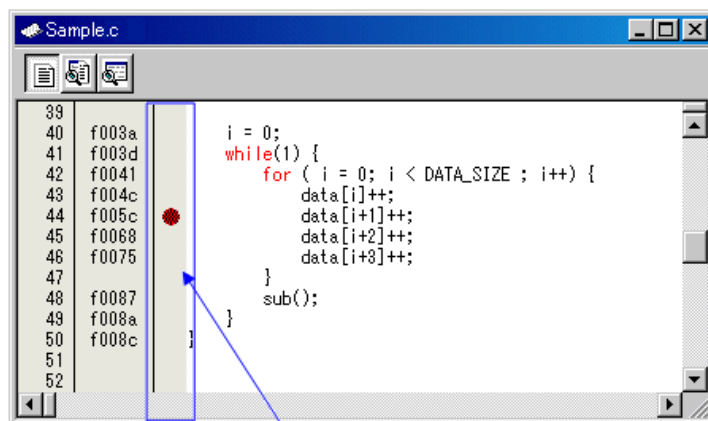 Sample.c
39
40 f003a i = 0;
41 f003d while(1) {
42 f0041 for ( i = 0; i < DATA_SIZE ; i++) {
43 f004c data[i]++;
44 f005c data[i+1]++;
45 f0068 data[i+2]++;
46 f0075 data[i+3]++;
47 }
48 f0087 sub();
49 f008a }
50 f008c }
51
52